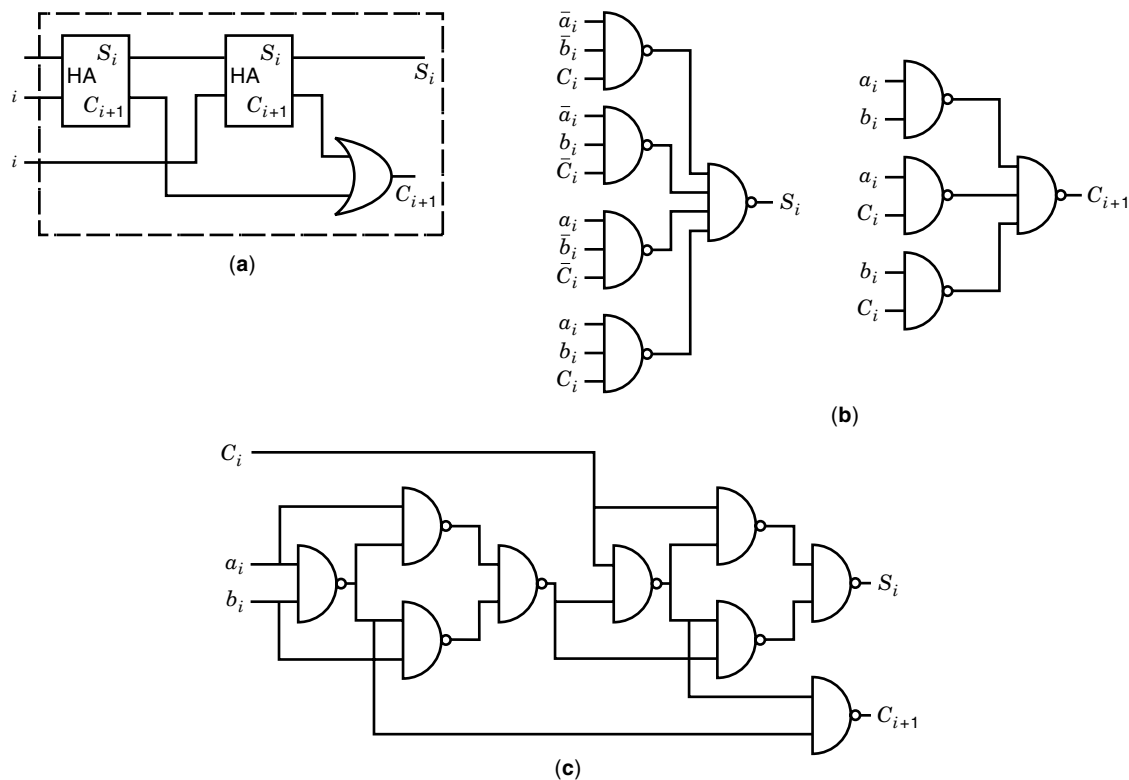 S_i S_i
HA HA S_i
i C_{i+1} C_{i+1}
i
C_{i+1}
(a)
ā_i
b̄_i
C_i
ā_i
b_i
C̄_i
a_i
b̄_i
C̄_i
a_i
b_i
C_i
S_i
a_i
b_i
a_i
C_i
b_i
C_i
C_{i+1}
(b)
C_i
a_i
b_i
S_i
C_{i+1}
(c)